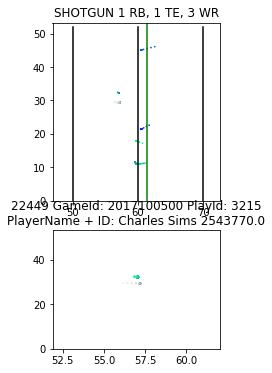 SHOTGUN 1 RB, 1 TE, 3 WR
50
40
30
20
10
0
50 60 70
22449 GameId: 2017100500 PlayId: 3215
PlayerName + ID: Charles Sims 2543770.0
40
20
0
52.5 55.0 57.5 60.0